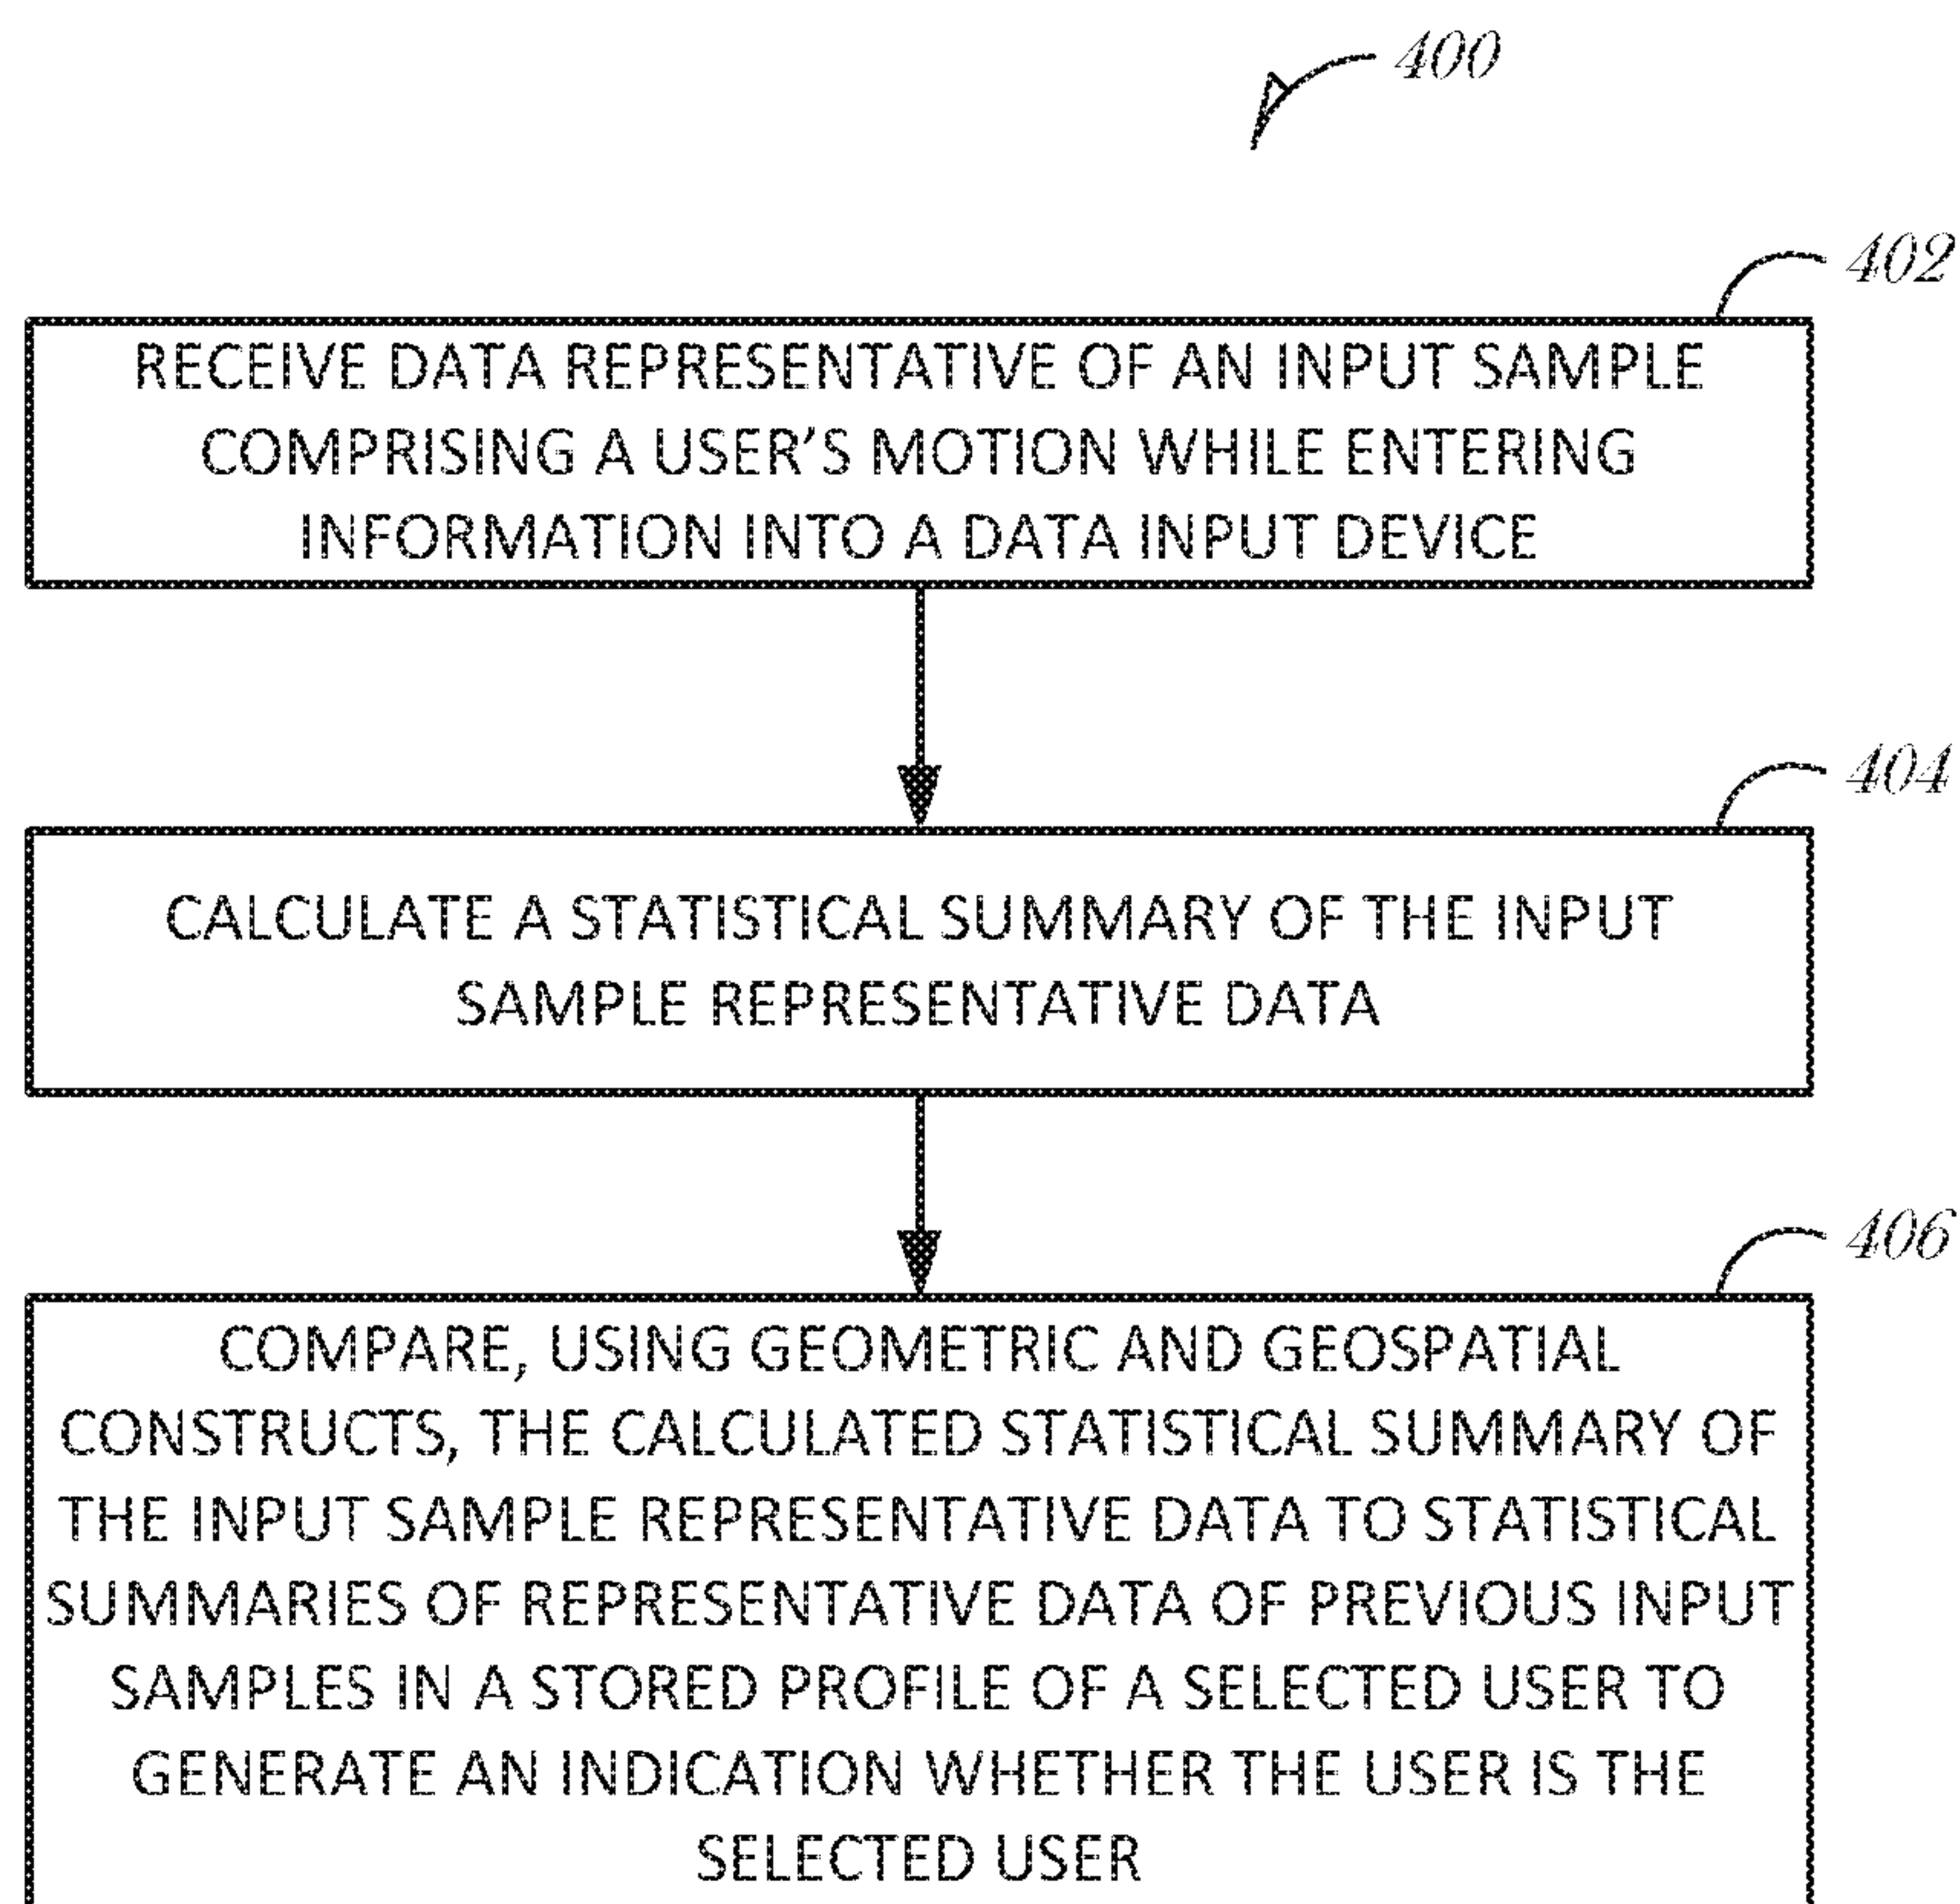 400
402
RECEIVE DATA REPRESENTATIVE OF AN INPUT SAMPLE
COMPRISING A USER'S MOTION WHILE ENTERING
INFORMATION INTO A DATA INPUT DEVICE
404
CALCULATE A STATISTICAL SUMMARY OF THE INPUT
SAMPLE REPRESENTATIVE DATA
406
COMPARE, USING GEOMETRIC AND GEOSPATIAL
CONSTRUCTS, THE CALCULATED STATISTICAL SUMMARY OF
THE INPUT SAMPLE REPRESENTATIVE DATA TO STATISTICAL
SUMMARIES OF REPRESENTATIVE DATA OF PREVIOUS INPUT
SAMPLES IN A STORED PROFILE OF A SELECTED USER TO
GENERATE AN INDICATION WHETHER THE USER IS THE
SELECTED USER